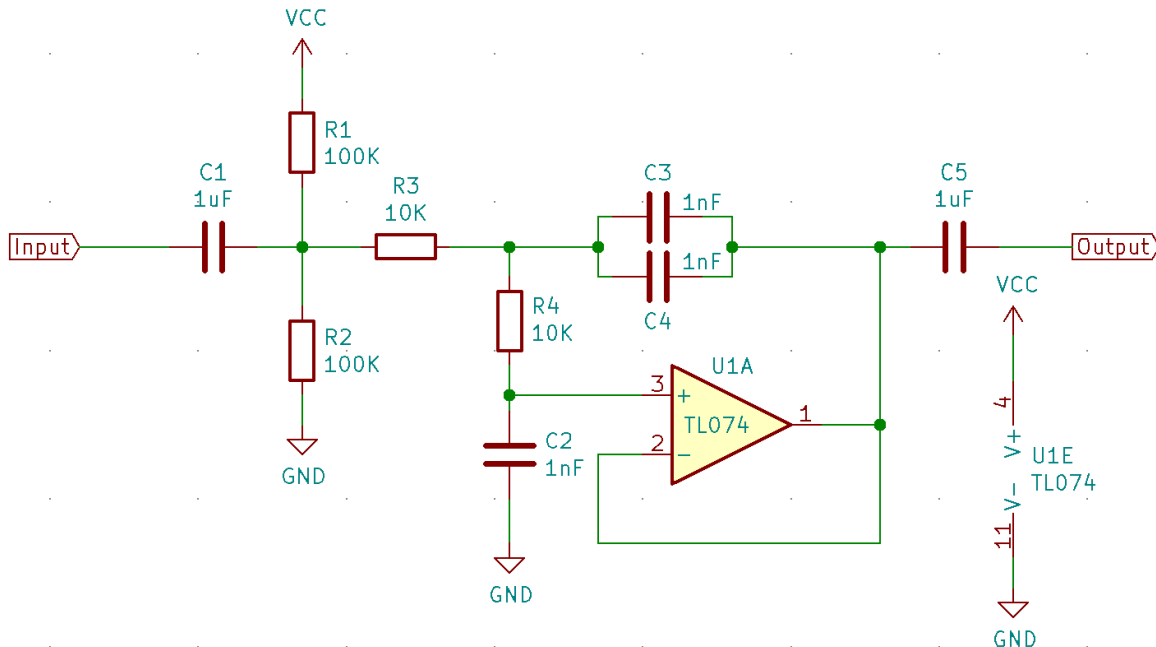 VCC
R1
100K
C1
1uF
R3
10K
C3
1nF
C5
1uF
Input
1nF
Output
C4
VCC
R4
10K
R2
100K
U1A
3
+
TL074
1
2
-
4
C2
1nF
V+
U1E
TL074
V-
11
GND
GND
GND